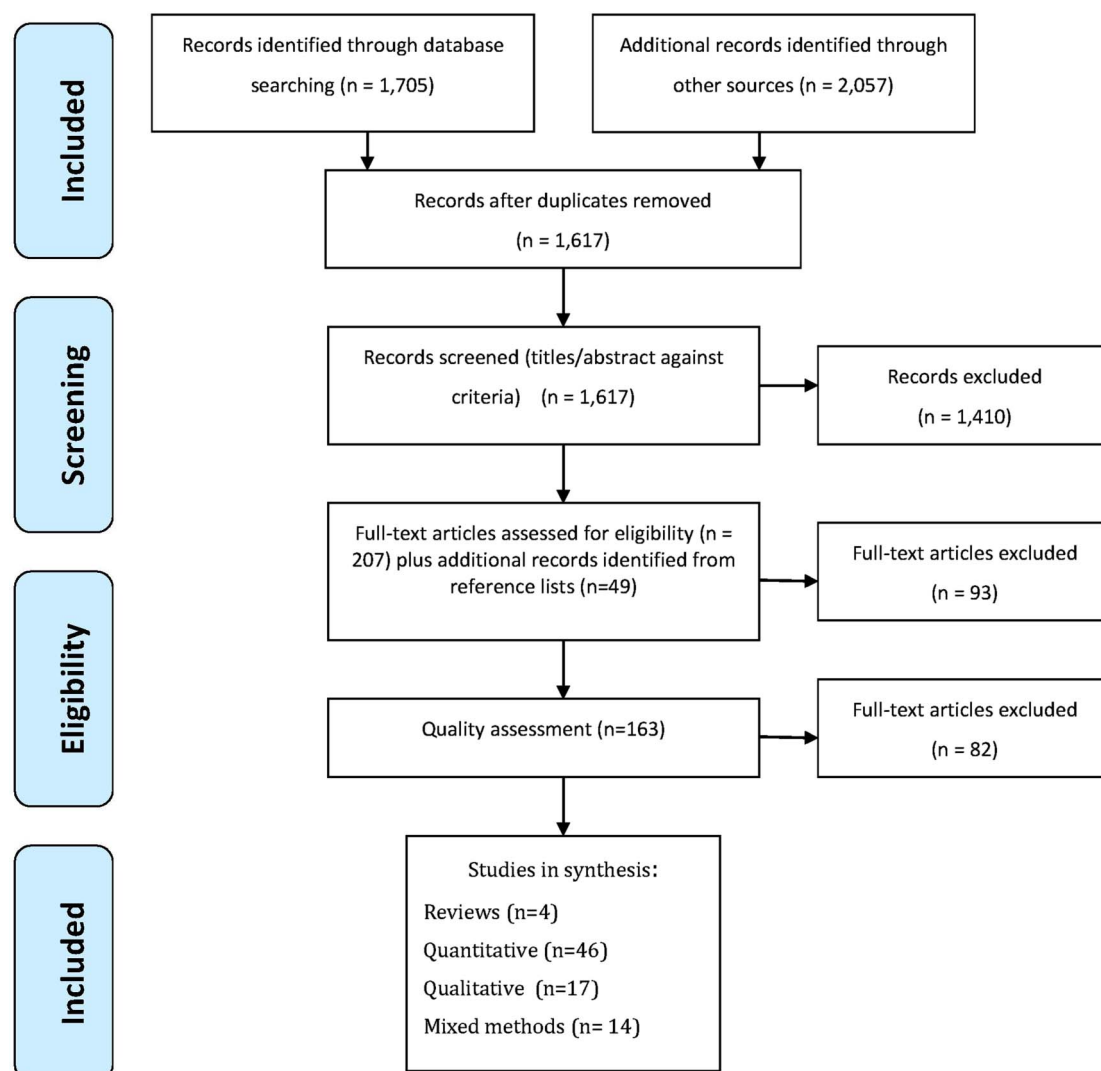 Included
Records identified through database
searching (n = 1,705)
Additional records identified through
other sources (n = 2,057)
Records after duplicates removed
(n = 1,617)
Screening
Records screened (titles/abstract against
criteria) (n = 1,617)
Records excluded
(n = 1,410)
Eligibility
Full-text articles assessed for eligibility (n =
207) plus additional records identified from
reference lists (n=49)
Full-text articles excluded
(n = 93)
Quality assessment (n=163)
Full-text articles excluded
(n = 82)
Included
Studies in synthesis:
Reviews (n=4)
Quantitative (n=46)
Qualitative (n=17)
Mixed methods (n= 14)